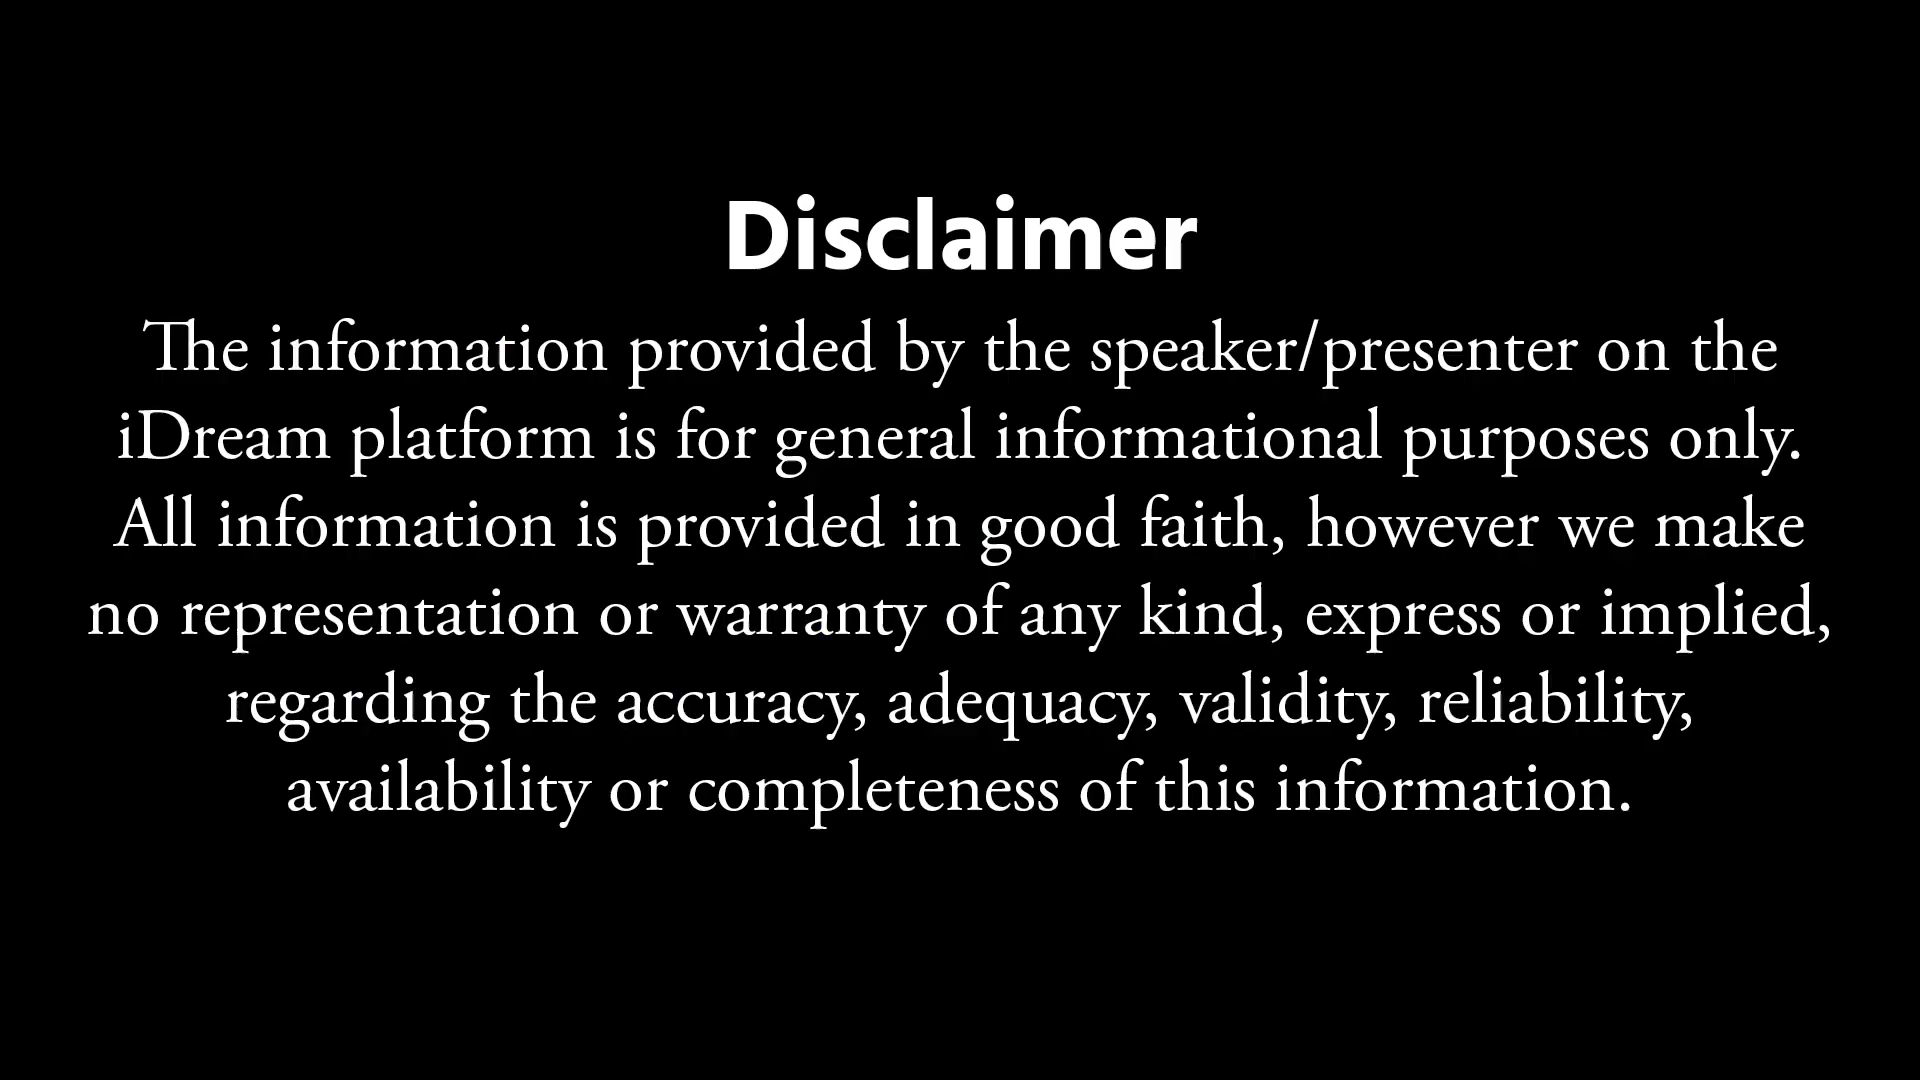 Disclaimer
The information provided by the speaker/presenter on the
iDream platform is for general informational purposes only.
All information is provided in good faith, however we make
no representation or warranty of any kind, express or implied,
regarding the accuracy, adequacy, validity, reliability,
availability or completeness of this information.